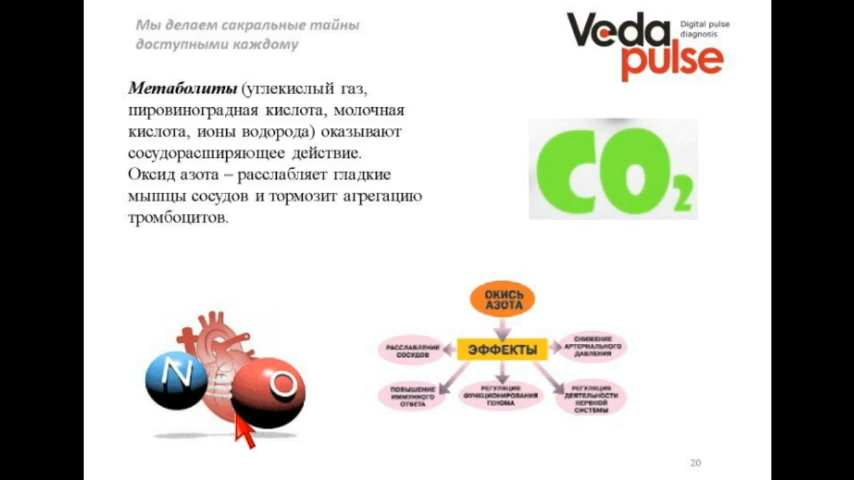 Мы делаем сакральные тайны
доступными каждому
Veda
pulse
Digital pulse
diagnosis
Метаболиты (углекислый газ,
пировиноградная кислота, молочная
кислота, ионы водорода) оказывают
сосудорасширяющее действие.
Оксид азота – расслабляет гладкие
мышцы сосудов и тормозит агрегацию
тромбоцитов.
CO2
N O
ОКИСЬ
АЗОТА
ЭФФЕКТЫ
РАССЛАБЛЕНИЕ
СОСУДОВ
СНИЖЕНИЕ
АРТЕРИАЛЬНОГО
ДАВЛЕНИЯ
ПОВЫШЕНИЕ
ИММУННОГО
ОТВЕТА
РЕГУЛЯЦИЯ
ФУНКЦИОНИРОВАНИЯ
ГЕНОМА
РЕГУЛЯЦИЯ
ДЕЯТЕЛЬНОСТИ
НЕРВНОЙ
СИСТЕМЫ
20